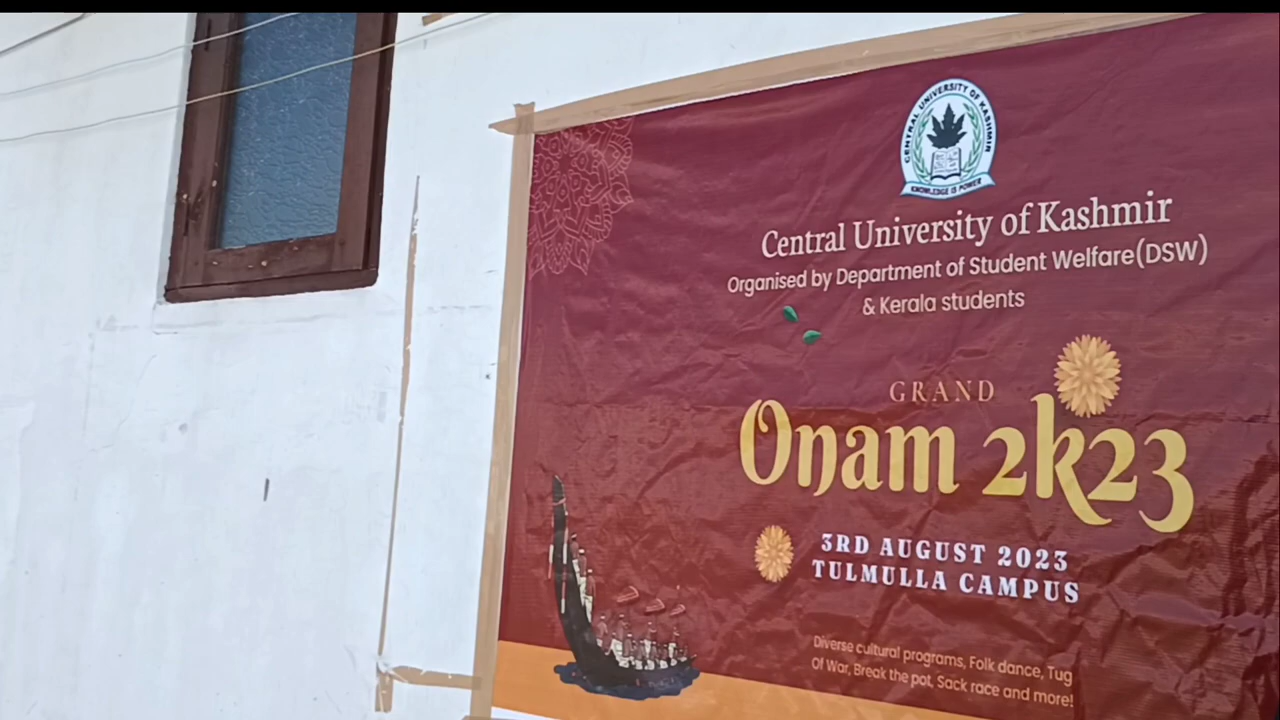 CENTRAL UNIVERSITY OF KASHMIR
KNOWLEDGE IS POWER
Central University of Kashmir
Organised by Department of Student Welfare(DSW)
& Kerala students
GRAND
Onam 2k23
3RD AUGUST 2023
TULMULLA CAMPUS
Diverse cultural programs, Folk dance, Tug
Of War, Break the pot, Sack race and more!